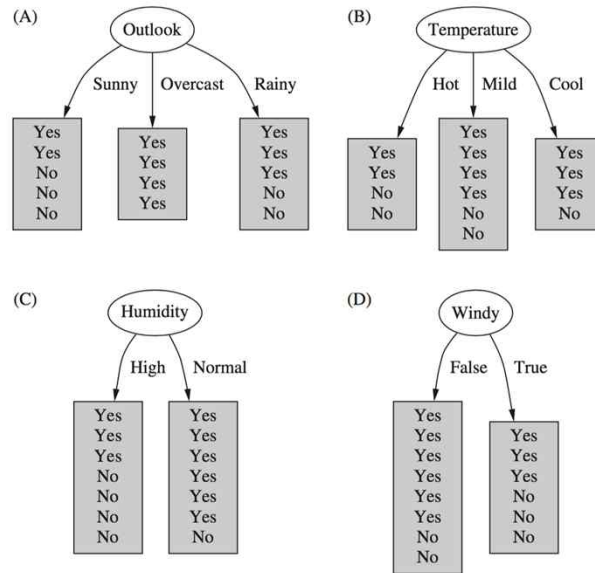 (A)
Outlook
Sunny Overcast Rainy
Yes
Yes
No
No
No
Yes
Yes
Yes
Yes
Yes
Yes
Yes
No
No
(B)
Temperature
Hot Mild Cool
Yes
Yes
No
No
Yes
Yes
Yes
Yes
No
No
Yes
Yes
Yes
No
(C)
Humidity
High Normal
Yes
Yes
Yes
No
No
No
No
Yes
Yes
Yes
Yes
Yes
Yes
No
(D)
Windy
False True
Yes
Yes
Yes
Yes
Yes
Yes
No
No
Yes
Yes
Yes
No
No
No